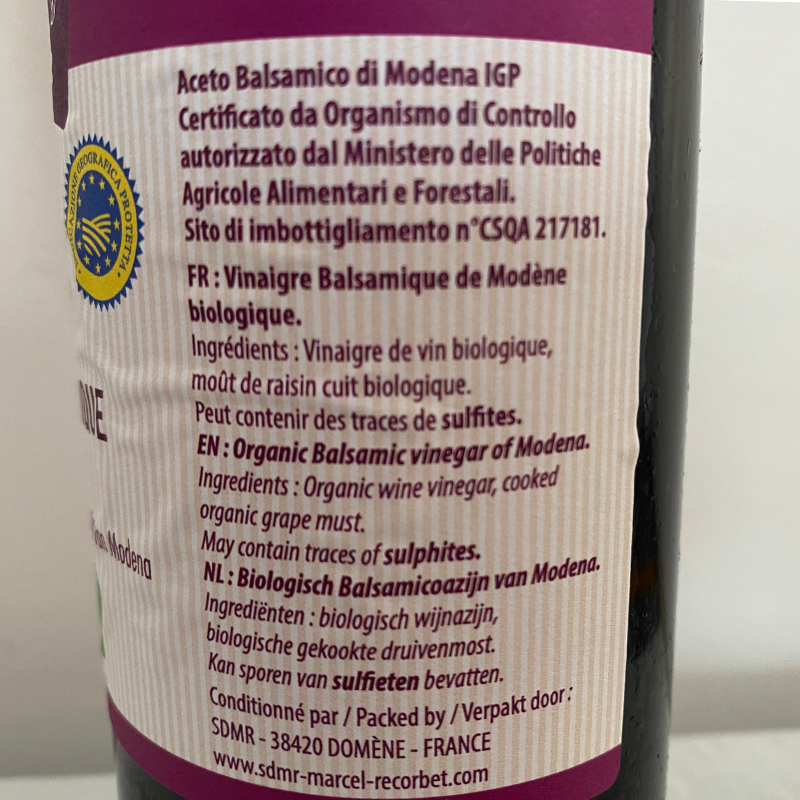 Aceto Balsamico di Modena IGP
Certificato da Organismo di Controllo
autorizzato dal Ministero delle Politiche
Agricole Alimentari e Forestali.
Sito di imbottigliamento n°CSQA 217181.
FR : Vinaigre Balsamique de Modène
biologique.
Ingrédients : Vinaigre de vin biologique,
moût de raisin cuit biologique.
Peut contenir des traces de sulfites.
EN : Organic Balsamic vinegar of Modena.
Ingredients : Organic wine vinegar, cooked
organic grape must.
May contain traces of sulphites.
NL : Biologisch Balsamicoazijn van Modena.
Ingrediënten : biologisch wijnazijn,
biologische gekookte druivenmost.
Kan sporen van sulfieten bevatten.
Conditionné par / Packed by / Verpakt door :
SDMR - 38420 DOMÈNE - FRANCE
www.sdmr-marcel-recorbet.com
GEOGRAFICA PROTETTA
Modena